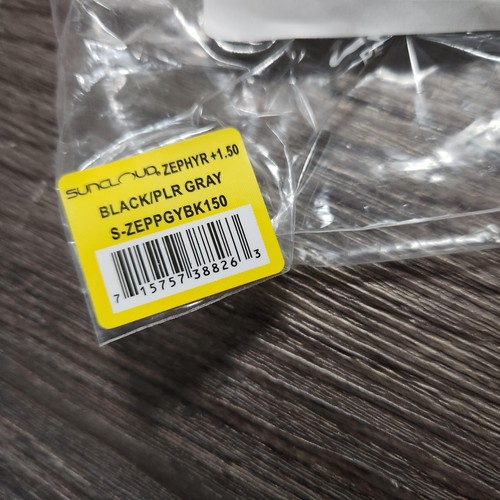 SUNCLOUD. ZEPHYR +1.50
BLACK/PLR GRAY
S-ZEPPGYBK150
7 15757 38826 3